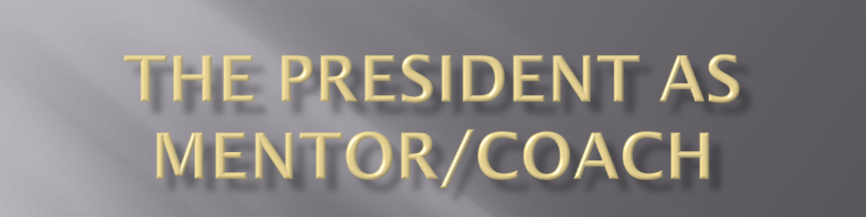 THE PRESIDENT AS
MENTOR/COACH